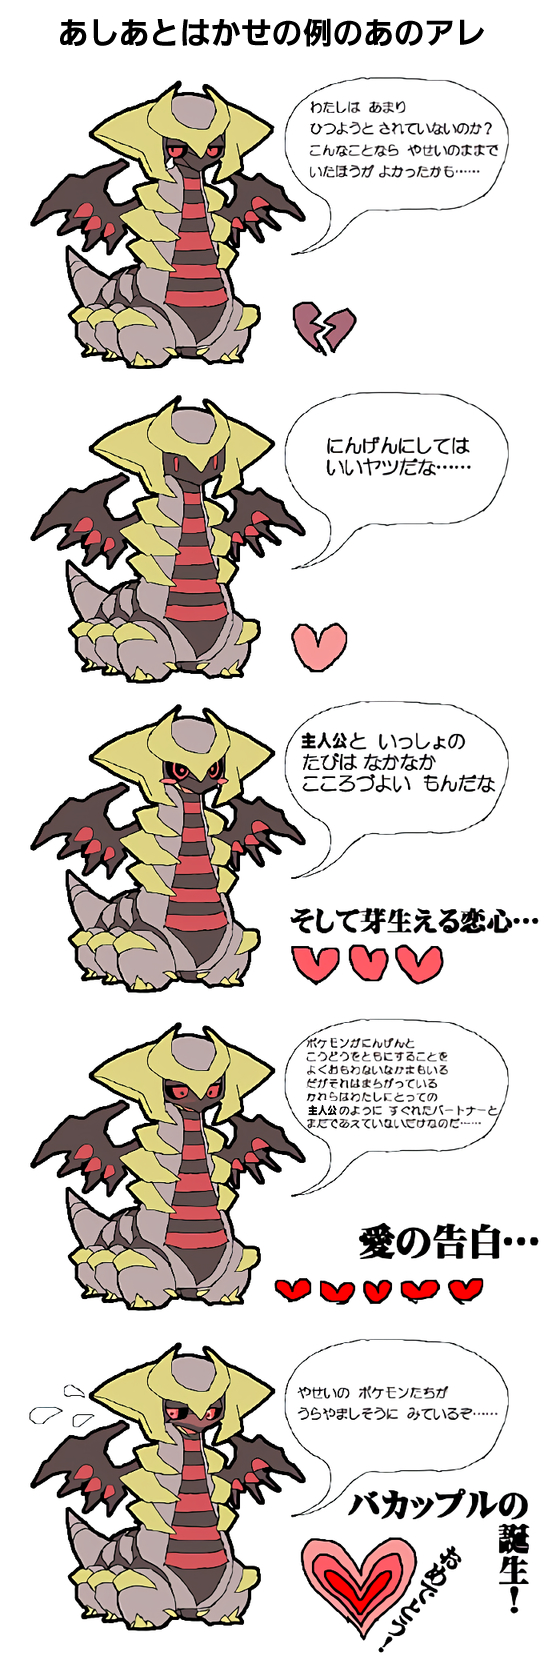 あしあとはかせの例のあのアレ
わたしは あまり
ひつようと されていないのか？
こんなことなら やせいのままで
いたほうが よかったかも……
にんげんにしては
いいヤツだな……
主人公と いっしょの
たびは なかなか
こころづよい もんだな
そして芽生える恋心…
ポケモンがにんげんと
こうどうをともにすることを
よくおもわないなかまもいる
だがそれはまちがっている
かれらはわたしにとっての
主人公のように すぐれたパートナーと
まだであえていないだけなのだ……
愛の告白…
やせいの ポケモンたちが
うらやましそうに みているぞ……
バカップルの
誕生！
おめでとう！